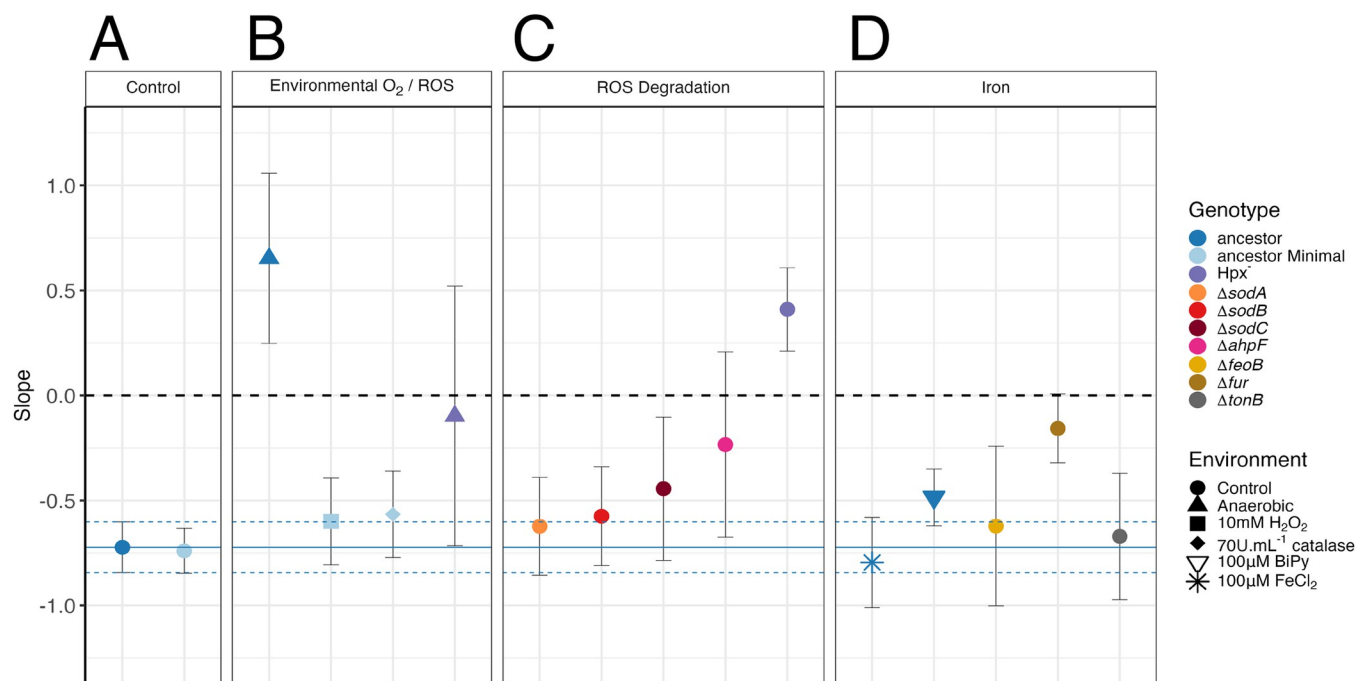 A B C D
Control
Environmental O₂ / ROS
ROS Degradation
Iron
Slope
1.0
0.5
0.0
-0.5
-1.0
Genotype
ancestor
ancestor Minimal
Hpx⁻
ΔsodA
ΔsodB
ΔsodC
ΔahpF
ΔfeoB
Δfur
ΔtonB
Environment
Control
Anaerobic
10mM H₂O₂
70U.mL⁻¹ catalase
100μM BiPy
100μM FeCl₂